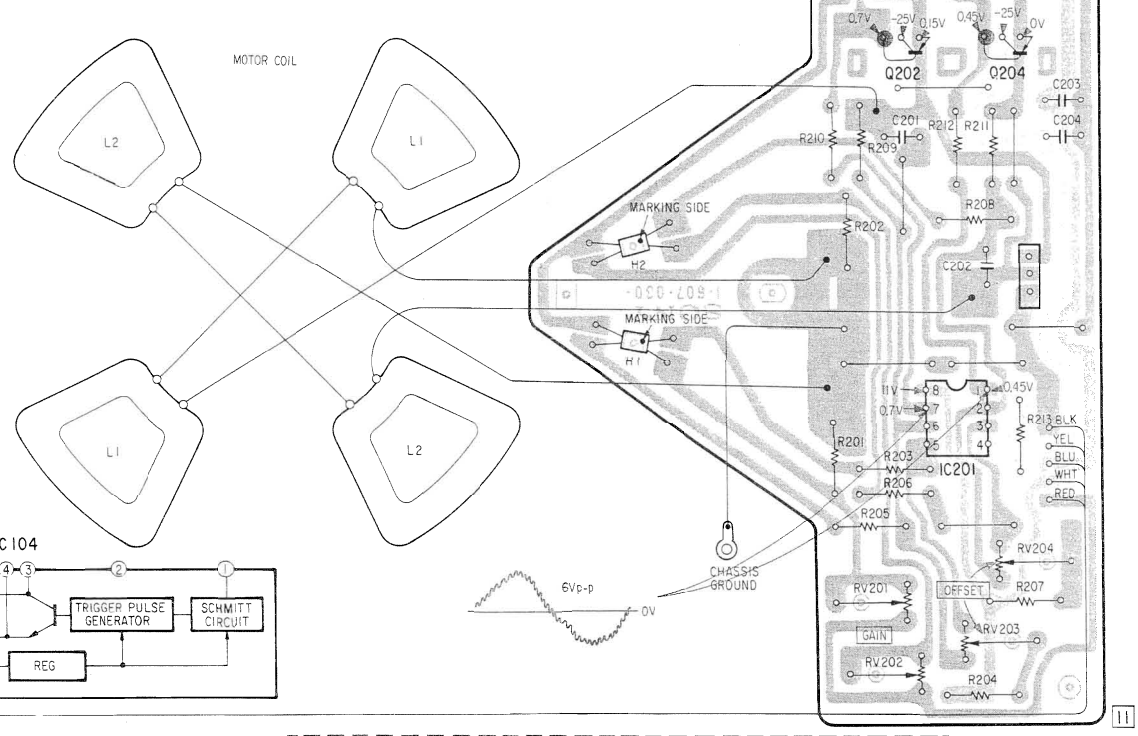 0.7V
-25V
0.15V
0.45V
-25V
0V
Q202
Q204
MOTOR COIL
C203
C204
L2
L1
R210
R209
C201
R212
R211
MARKING SIDE
R208
R202
H2
C202
1-607-030-
MARKING SIDE
H1
11V
8
1
0.45V
0.7V
7
2
6
3
5
4
IC201
R213
BLK
YEL
BLU
WHT
RED
L1
L2
R201
R203
R206
R205
C104
4
3
2
1
TRIGGER PULSE
GENERATOR
SCHMITT
CIRCUIT
REG
6Vp-p
0V
CHASSIS
GROUND
RV204
RV201
OFFSET
R207
GAIN
RV203
RV202
R204
11